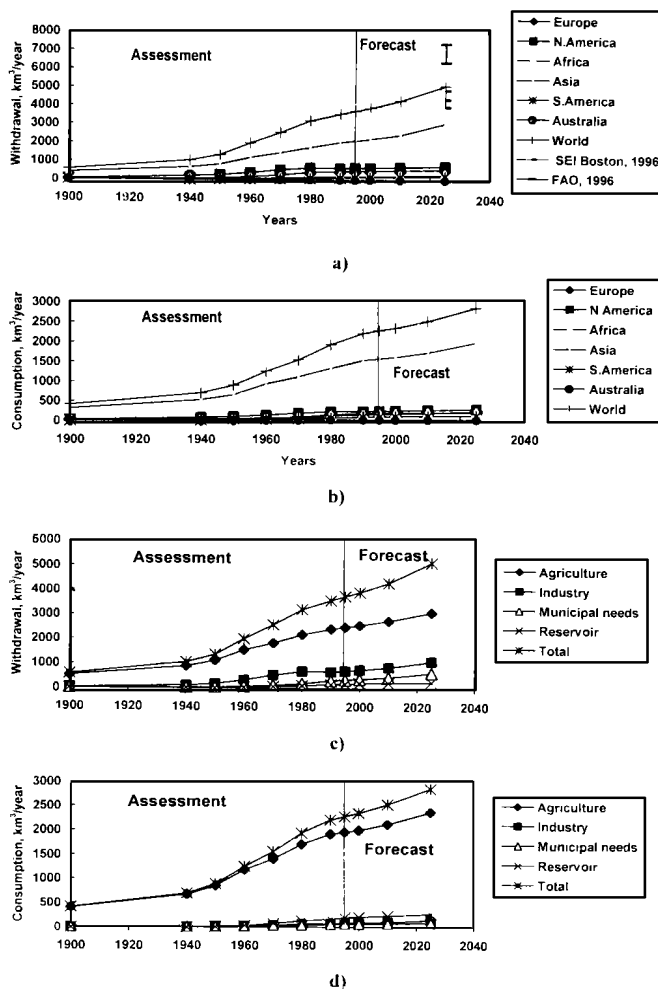 8000
7000
6000
5000
4000
3000
2000
1000
0
Withdrawal, km³/year
Assessment
Forecast
1900 1920 1940 1960 1980 2000 2020 2040
Years
Europe
N.America
Africa
Asia
S.America
Australia
World
SEI Boston, 1996
FAO, 1996
a)
3000
2500
2000
1500
1000
500
0
Consumption, km³/year
Assessment
Forecast
1900 1920 1940 1960 1980 2000 2020 2040
Years
Europe
N America
Africa
Asia
S.America
Australia
World
b)
6000
5000
4000
3000
2000
1000
0
Withdrawal, km³/year
Assessment
Forecast
1900 1920 1940 1960 1980 2000 2020 2040
Agriculture
Industry
Municipal needs
Reservoir
Total
c)
3000
2500
2000
1500
1000
500
0
Consumption, km³/year
Assessment
Forecast
1900 1920 1940 1960 1980 2000 2020 2040
Agriculture
Industry
Municipal needs
Reservoir
Total
d)